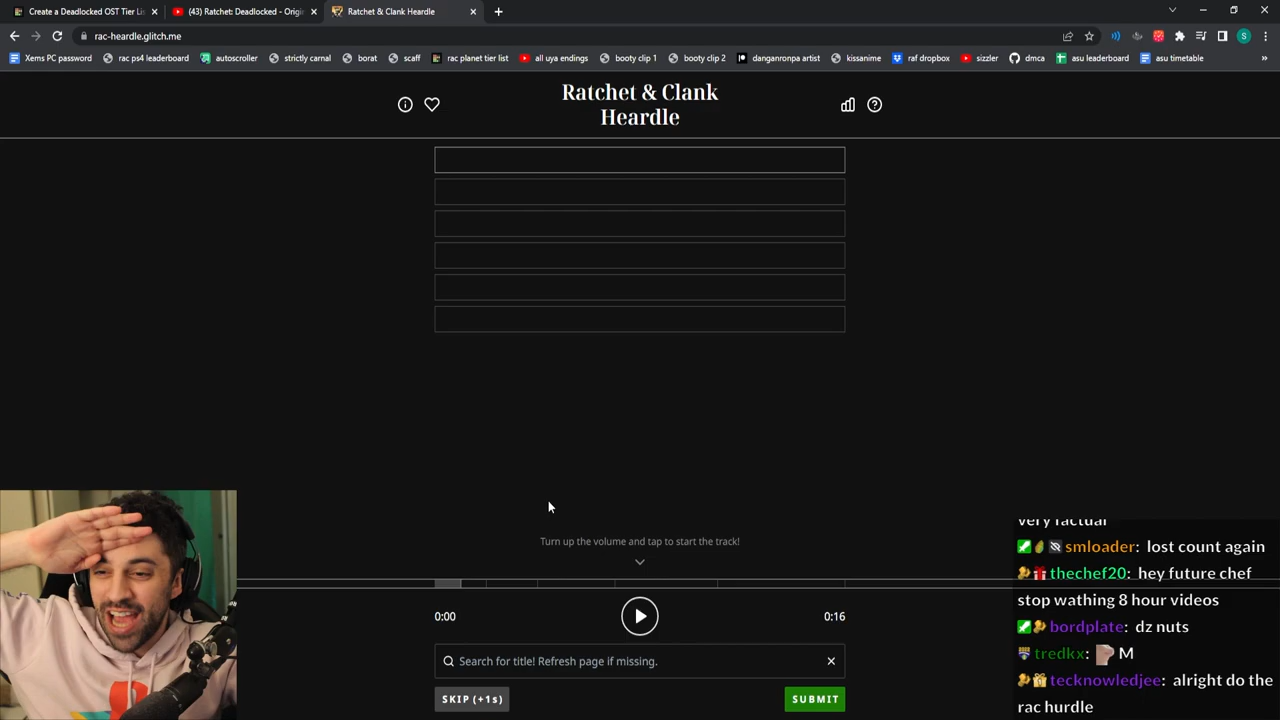 Create a Deadlocked OST Tier Li
(43) Ratchet: Deadlocked - Origi
Ratchet & Clank Heardle
rac-heardle.glitch.me
Xems PC password
rac ps4 leaderboard
autoscroller
strictly carnal
borat
scaff
rac planet tier list
all uya endings
booty clip 1
booty clip 2
danganronpa artist
kissanime
raf dropbox
sizzler
dmca
asu leaderboard
asu timetable
Ratchet & Clank
Heardle
Turn up the volume and tap to start the track!
0:00
0:16
Search for title! Refresh page if missing.
SKIP (+1s)
SUBMIT
very factual
smloader: lost count again
thechef20: hey future chef
stop wathing 8 hour videos
bordplate: dz nuts
tredkx: M
tecknowledjee: alright do the
rac hurdle
S